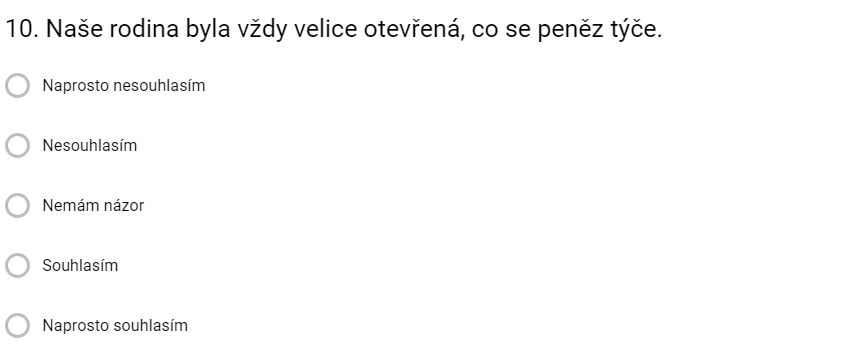 10. Naše rodina byla vždy velice otevřená, co se peněz týče.
Naprosto nesouhlasím
Nesouhlasím
Nemám názor
Souhlasím
Naprosto souhlasím